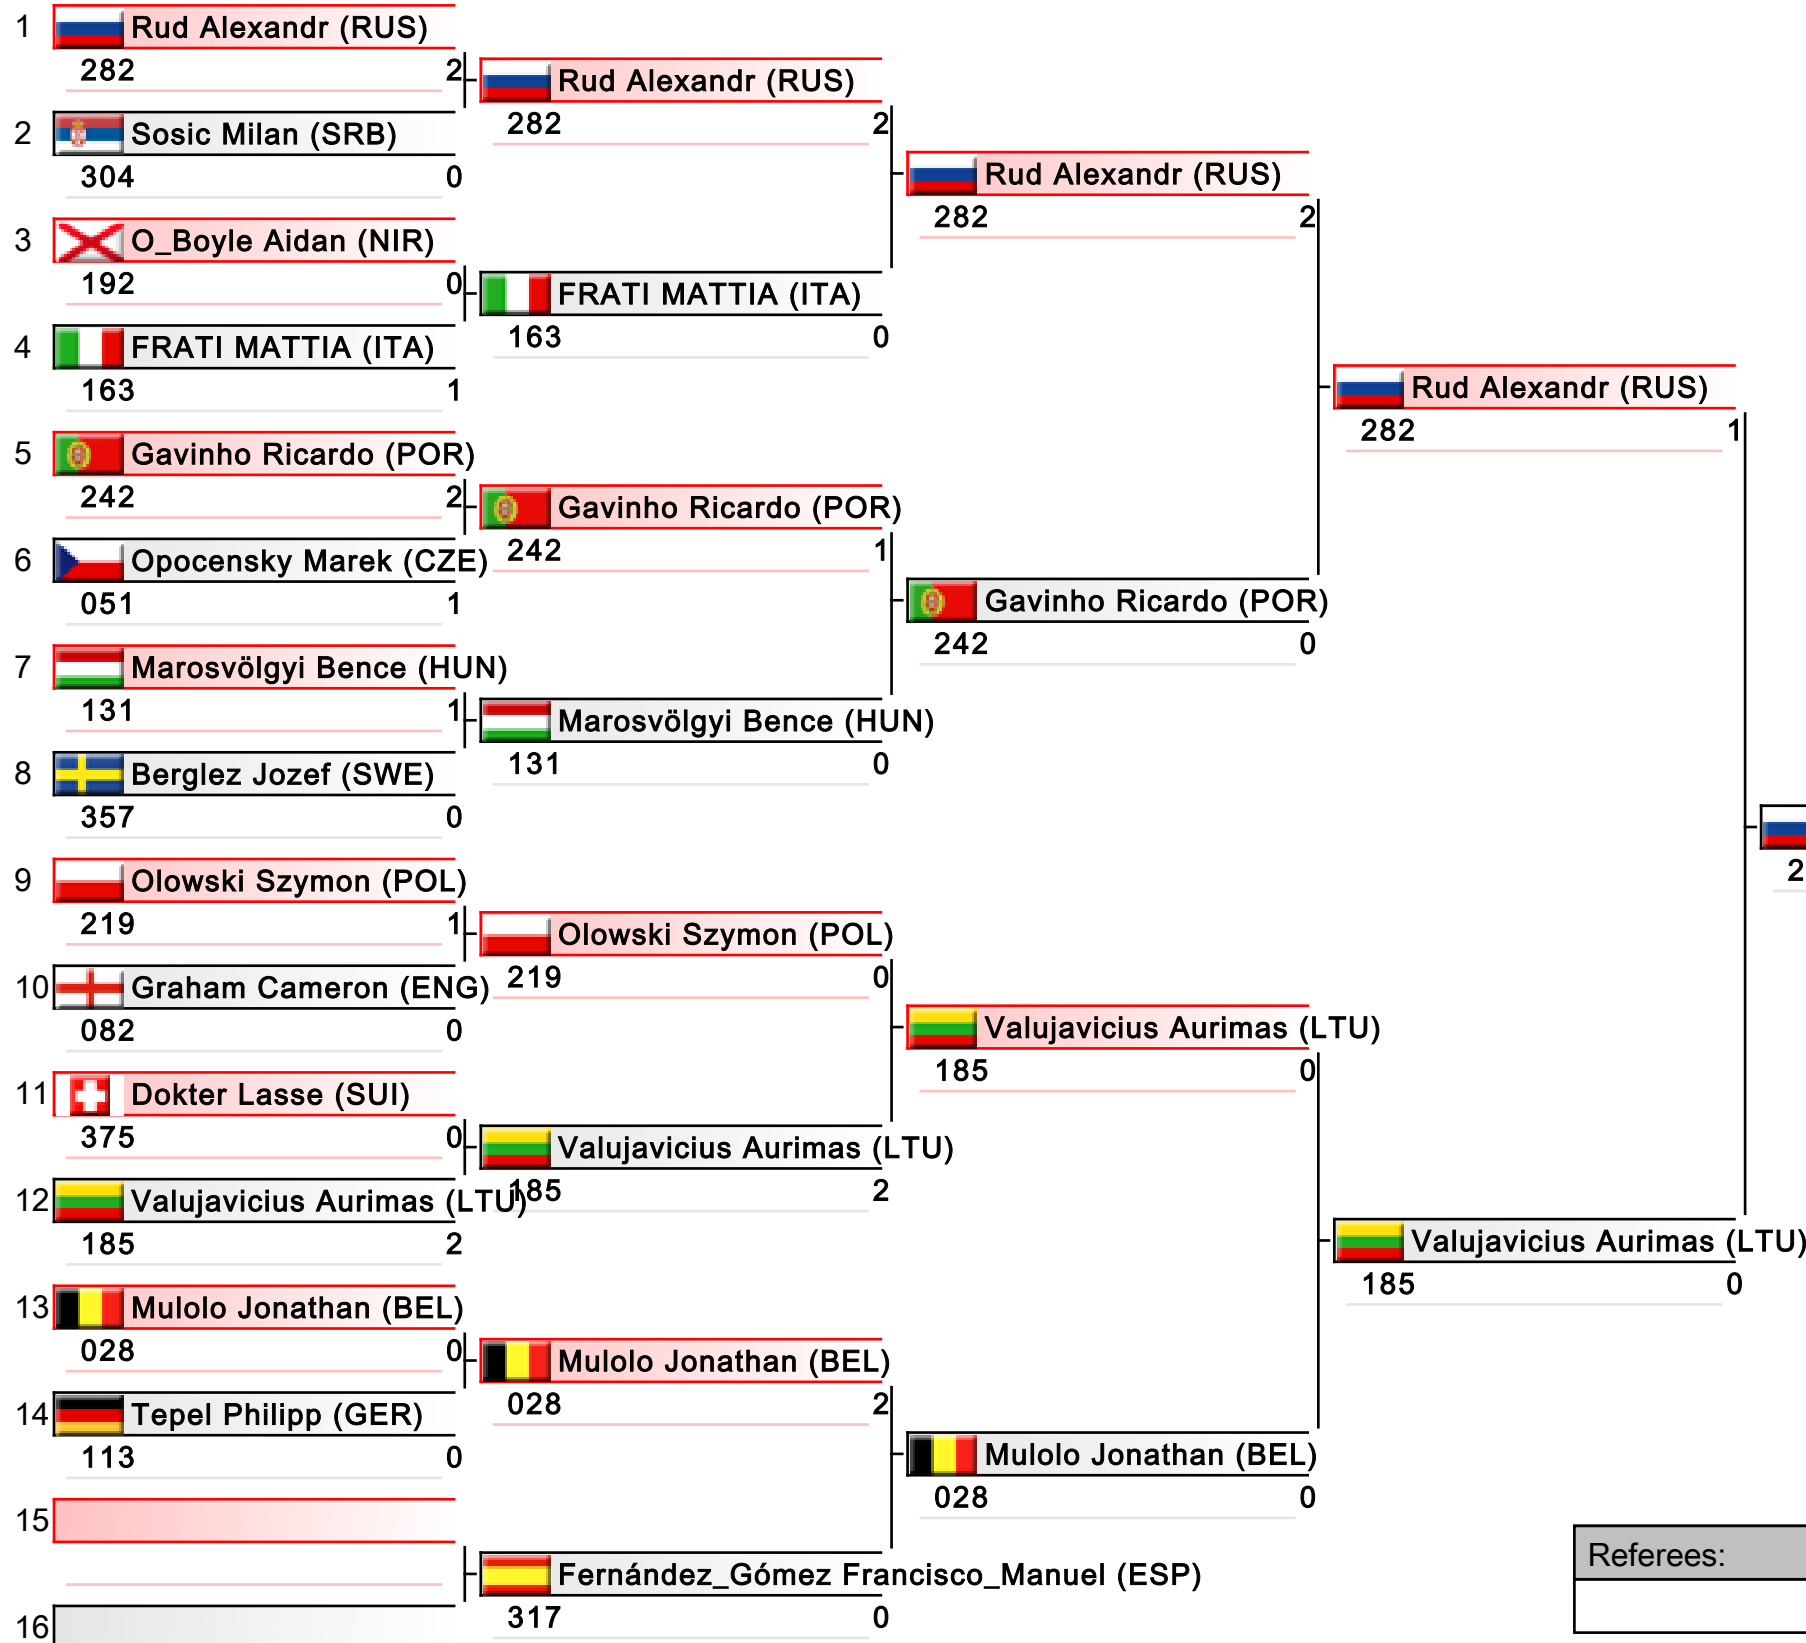 1 Rud Alexandr (RUS)
282 2
2 Sosic Milan (SRB)
304 0
3 O_Boyle Aidan (NIR)
192 0
4 FRATI MATTIA (ITA)
163 1
5 Gavinho Ricardo (POR)
242 2
6 Opocensky Marek (CZE)
051 1
7 Marosvölgyi Bence (HUN)
131 1
8 Berglez Jozef (SWE)
357 0
9 Olowski Szymon (POL)
219 1
10 Graham Cameron (ENG)
082 0
11 Dokter Lasse (SUI)
375 0
12 Valujavicius Aurimas (LTU)
185 2
13 Mulolo Jonathan (BEL)
028 0
14 Tepel Philipp (GER)
113 0
15
16
Rud Alexandr (RUS)
282 2
FRATI MATTIA (ITA)
163 0
Gavinho Ricardo (POR)
242 1
Marosvölgyi Bence (HUN)
131 0
Olowski Szymon (POL)
219 0
Valujavicius Aurimas (LTU)
185 2
Mulolo Jonathan (BEL)
028 2
Fernández_Gómez Francisco_Manuel (ESP)
317 0
Rud Alexandr (RUS)
282 2
Gavinho Ricardo (POR)
242 0
Valujavicius Aurimas (LTU)
185 0
Mulolo Jonathan (BEL)
028 0
Rud Alexandr (RUS)
282 1
Valujavicius Aurimas (LTU)
185 0
2
Referees: